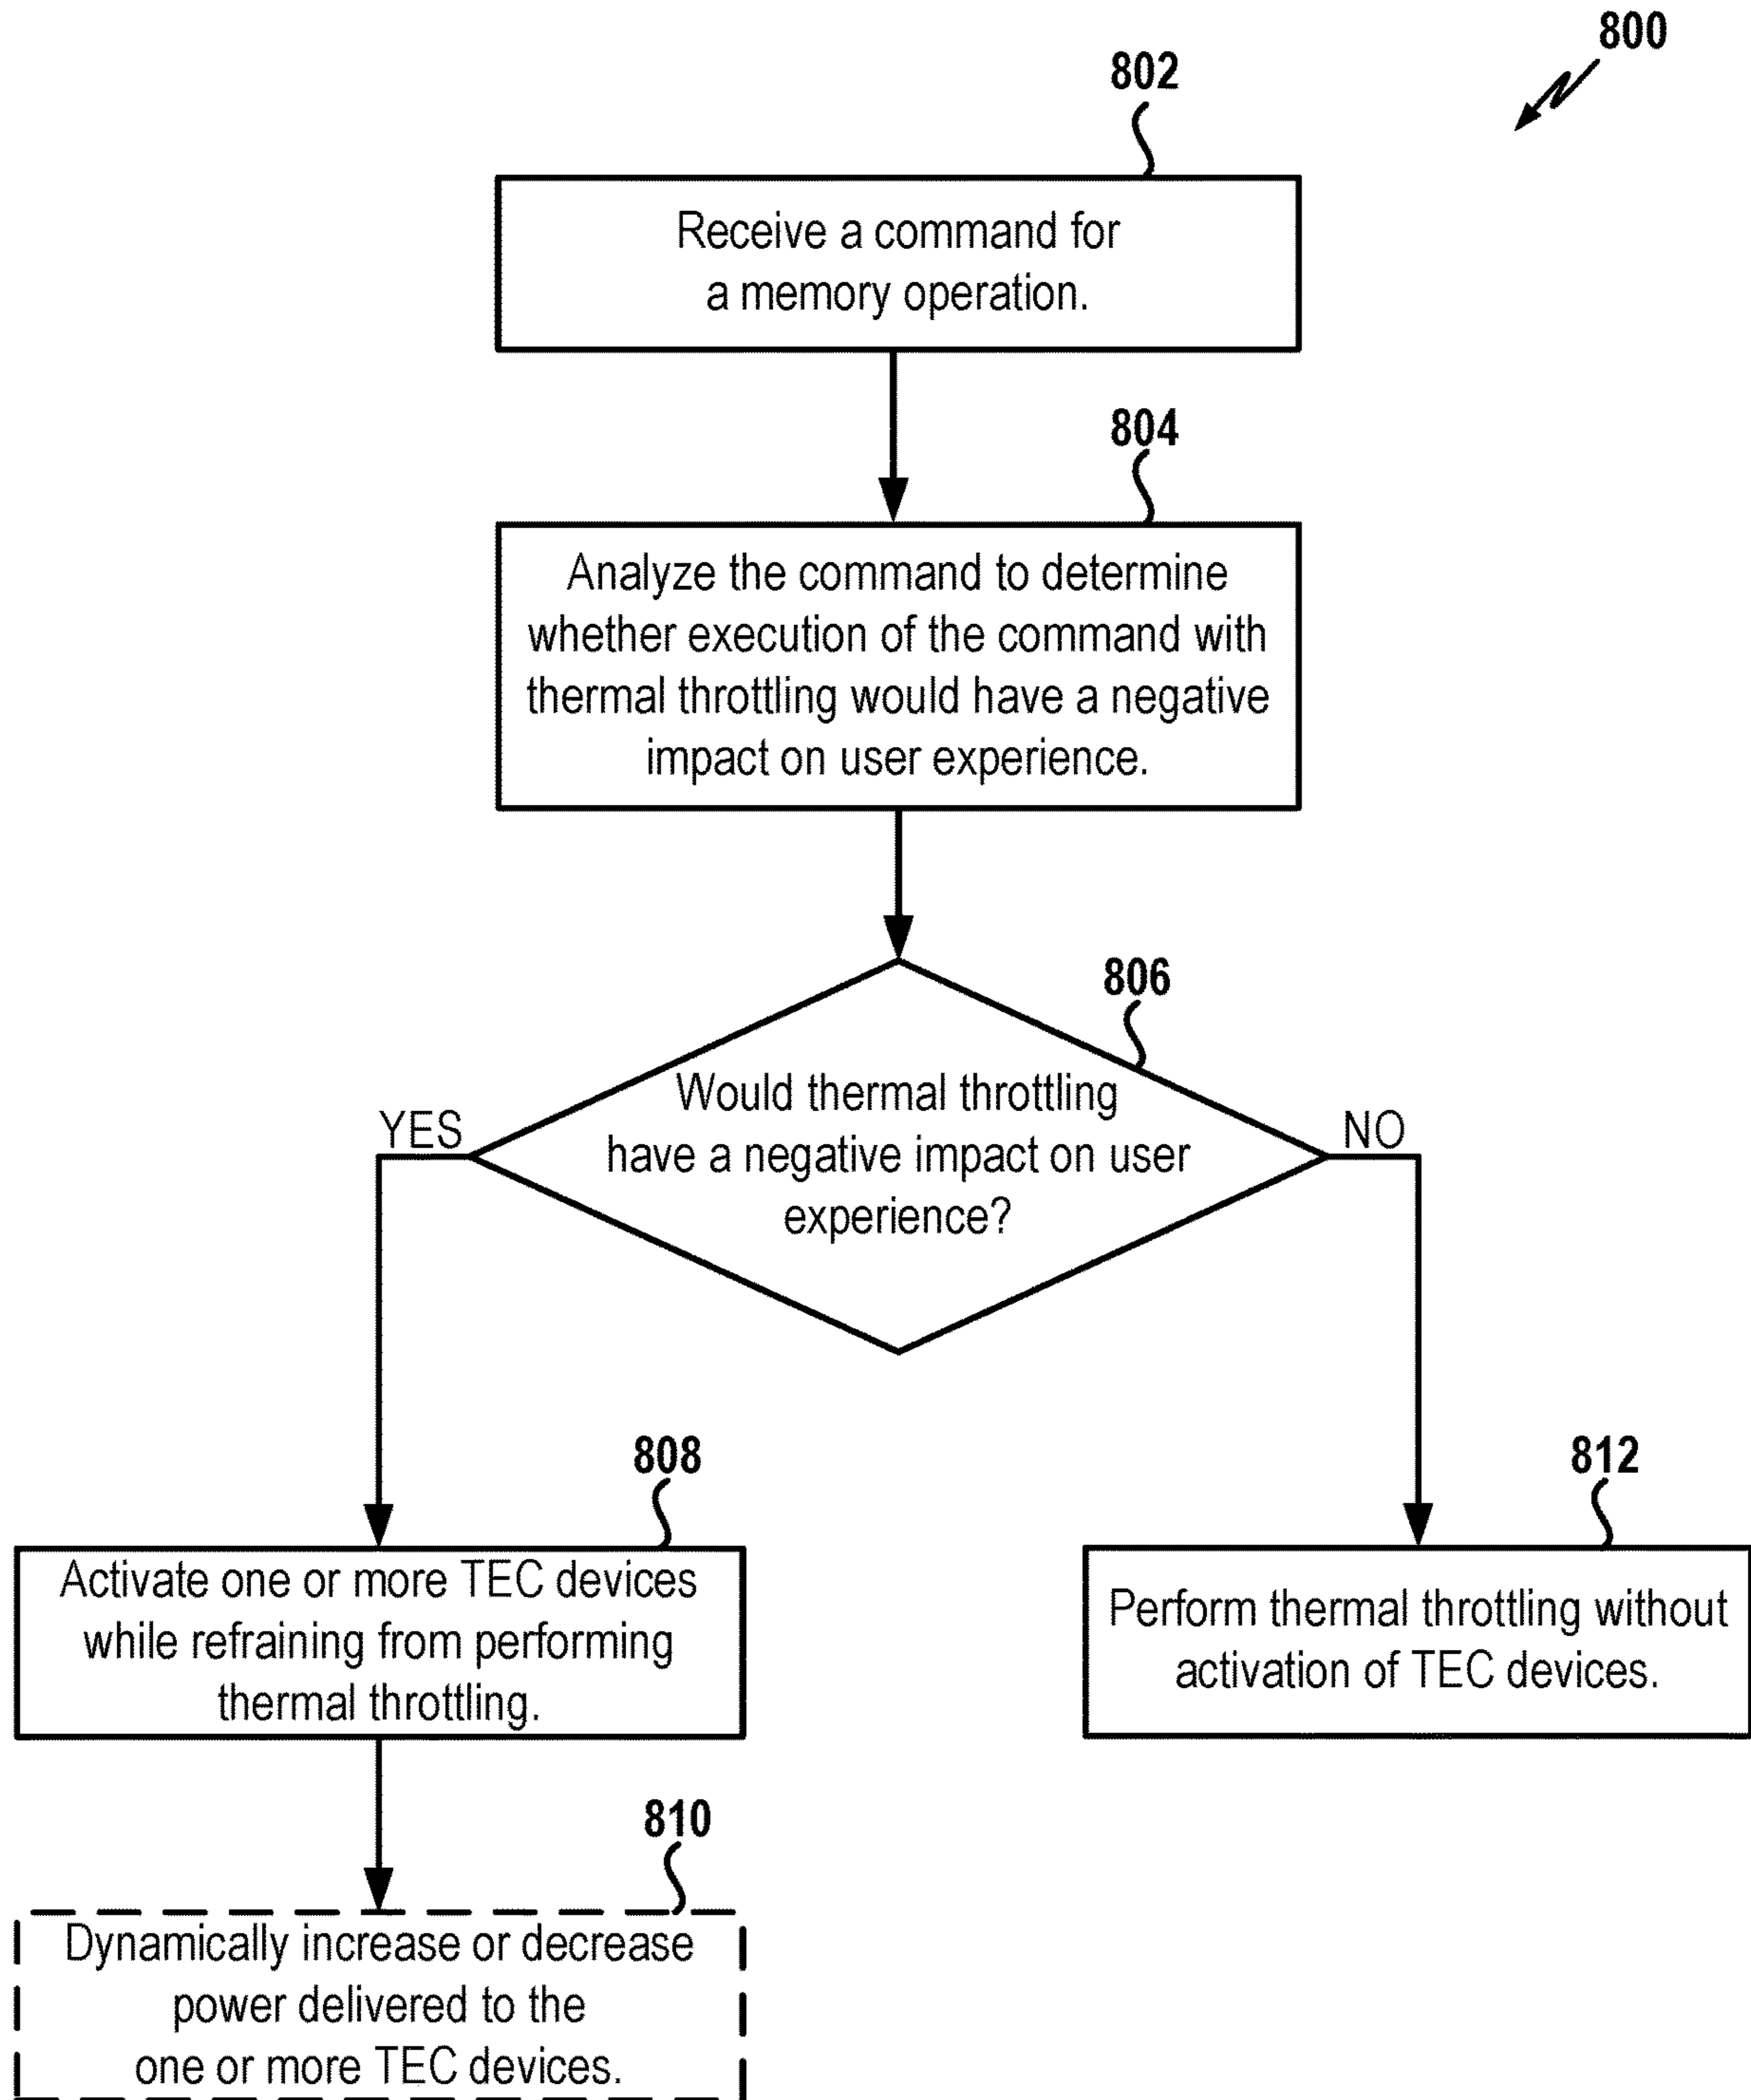 800
802
Receive a command for
a memory operation.
804
Analyze the command to determine
whether execution of the command with
thermal throttling would have a negative
impact on user experience.
806
Would thermal throttling
have a negative impact on user
experience?
YES
NO
808
Activate one or more TEC devices
while refraining from performing
thermal throttling.
812
Perform thermal throttling without
activation of TEC devices.
810
Dynamically increase or decrease
power delivered to the
one or more TEC devices.